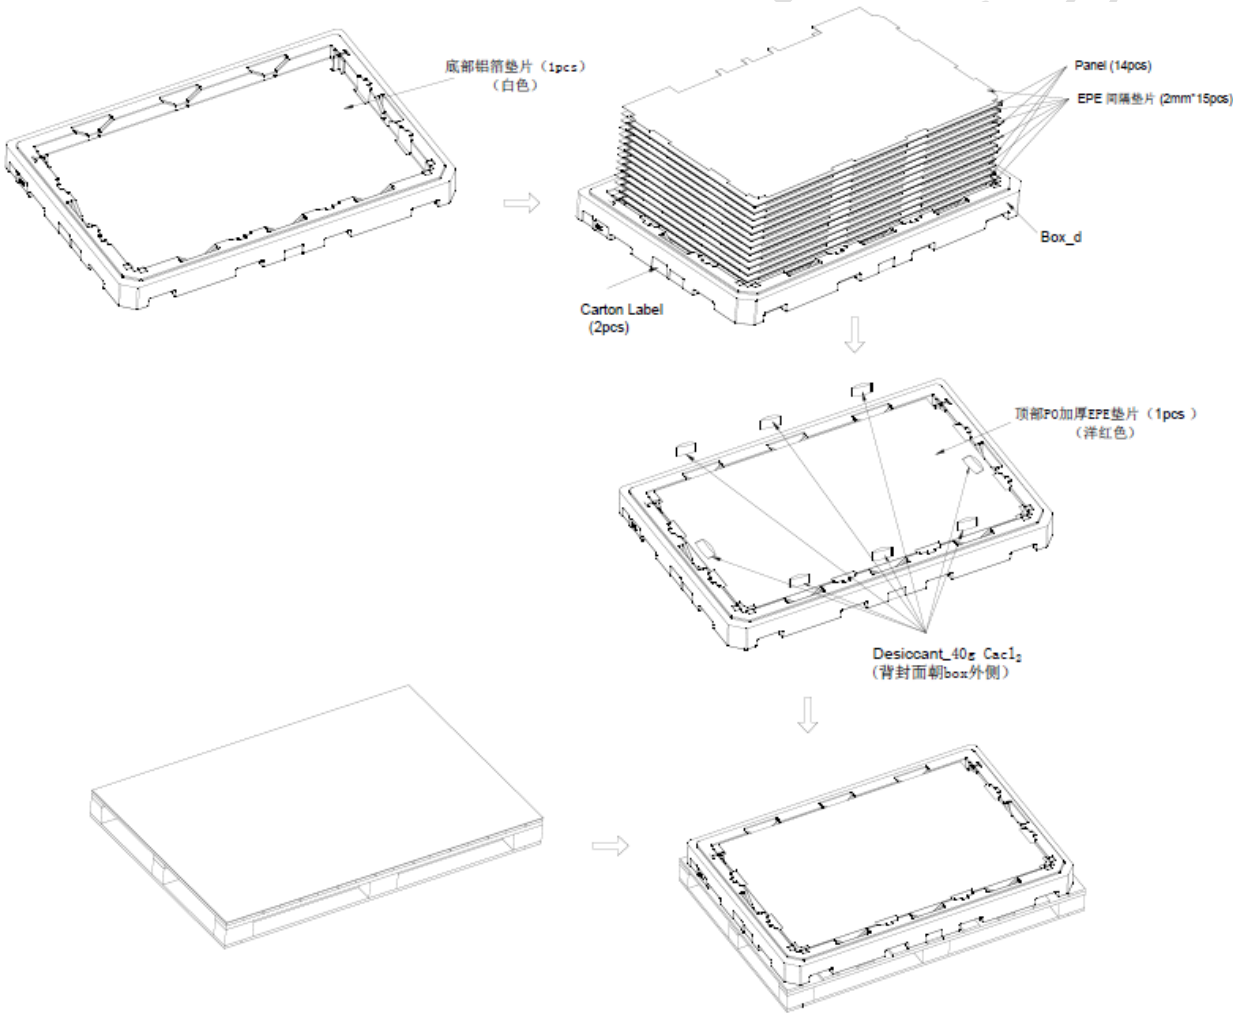 底部铝箔垫片（1pcs）
（白色）
Panel (14pcs)
EPE 间隔垫片 (2mm*15pcs)
Box_d
Carton Label
(2pcs)
顶部PO加厚EPE垫片（1pcs ）
（洋红色）
Desiccant_40g Cacl₂
（背封面朝box外侧）